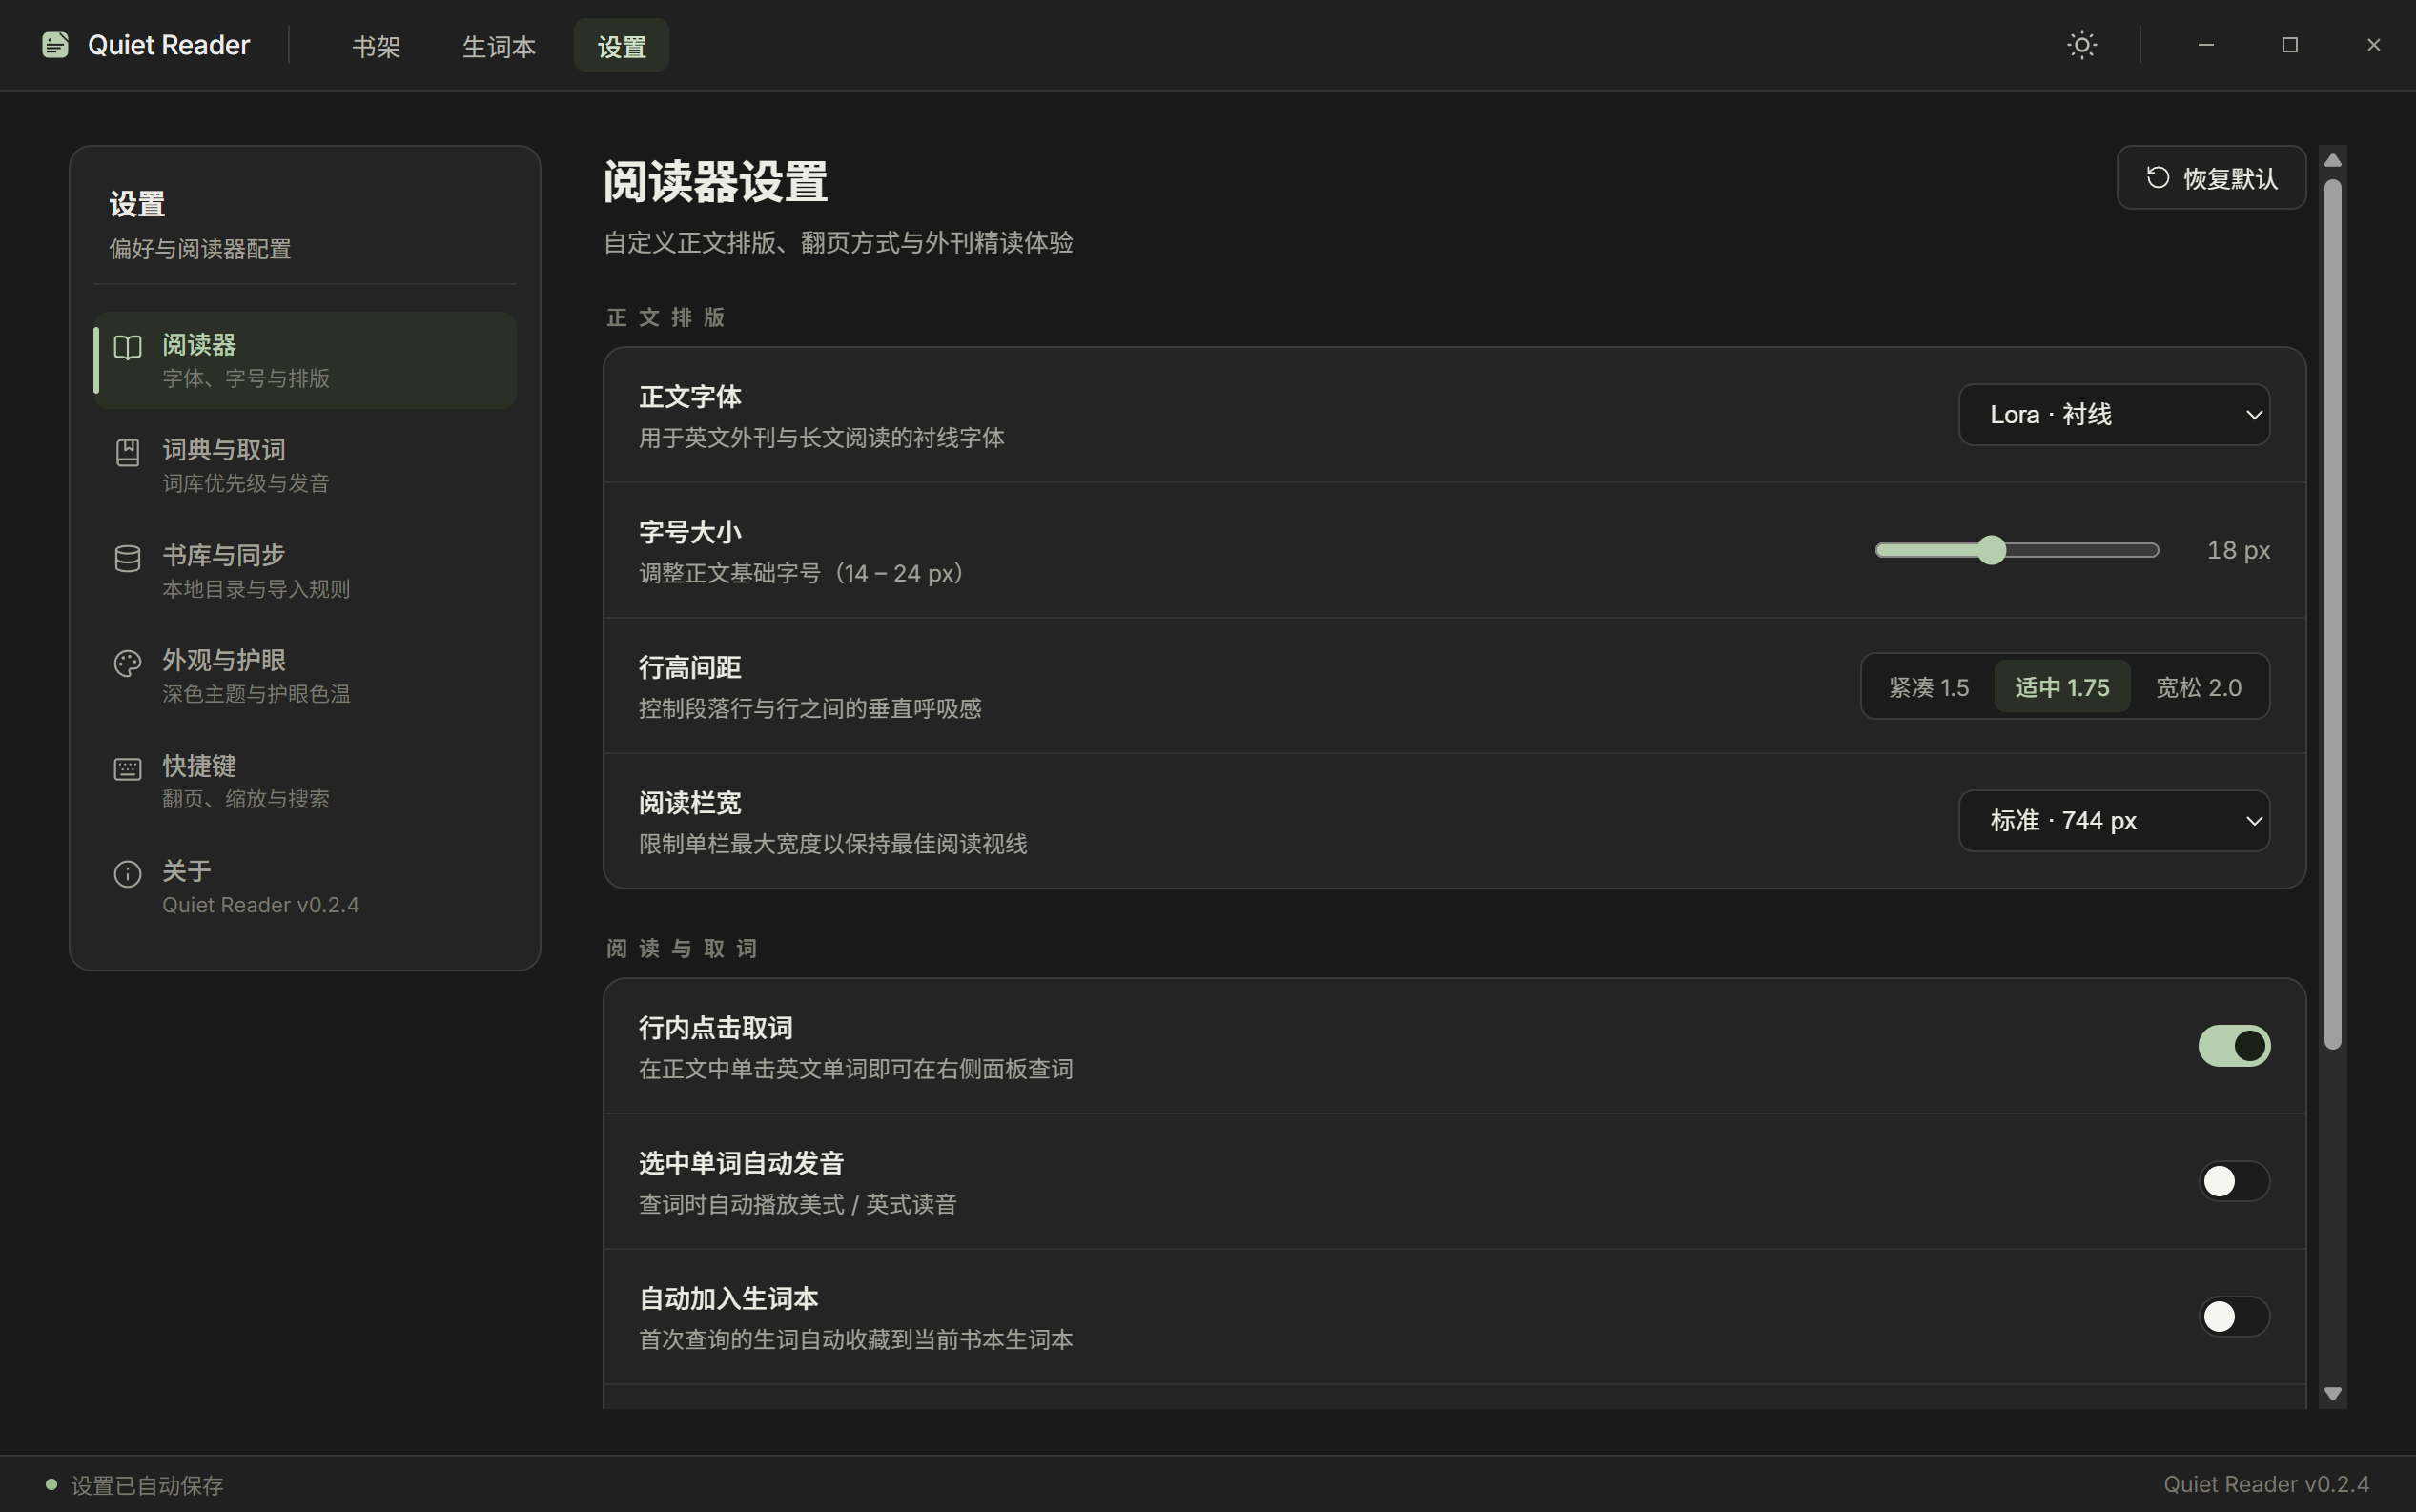 Quiet Reader
书架
生词本
设置
设置
偏好与阅读器配置
阅读器
字体、字号与排版
词典与取词
词库优先级与发音
书库与同步
本地目录与导入规则
外观与护眼
深色主题与护眼色温
快捷键
翻页、缩放与搜索
关于
Quiet Reader v0.2.4
阅读器设置
恢复默认
自定义正文排版、翻页方式与外刊精读体验
正文排版
正文字体
用于英文外刊与长文阅读的衬线字体
Lora · 衬线
字号大小
调整正文基础字号（14 – 24 px）
18 px
行高间距
控制段落行与行之间的垂直呼吸感
紧凑 1.5
适中 1.75
宽松 2.0
阅读栏宽
限制单栏最大宽度以保持最佳阅读视线
标准 · 744 px
阅读与取词
行内点击取词
在正文中单击英文单词即可在右侧面板查词
选中单词自动发音
查词时自动播放美式 / 英式读音
自动加入生词本
首次查询的生词自动收藏到当前书本生词本
设置已自动保存
Quiet Reader v0.2.4